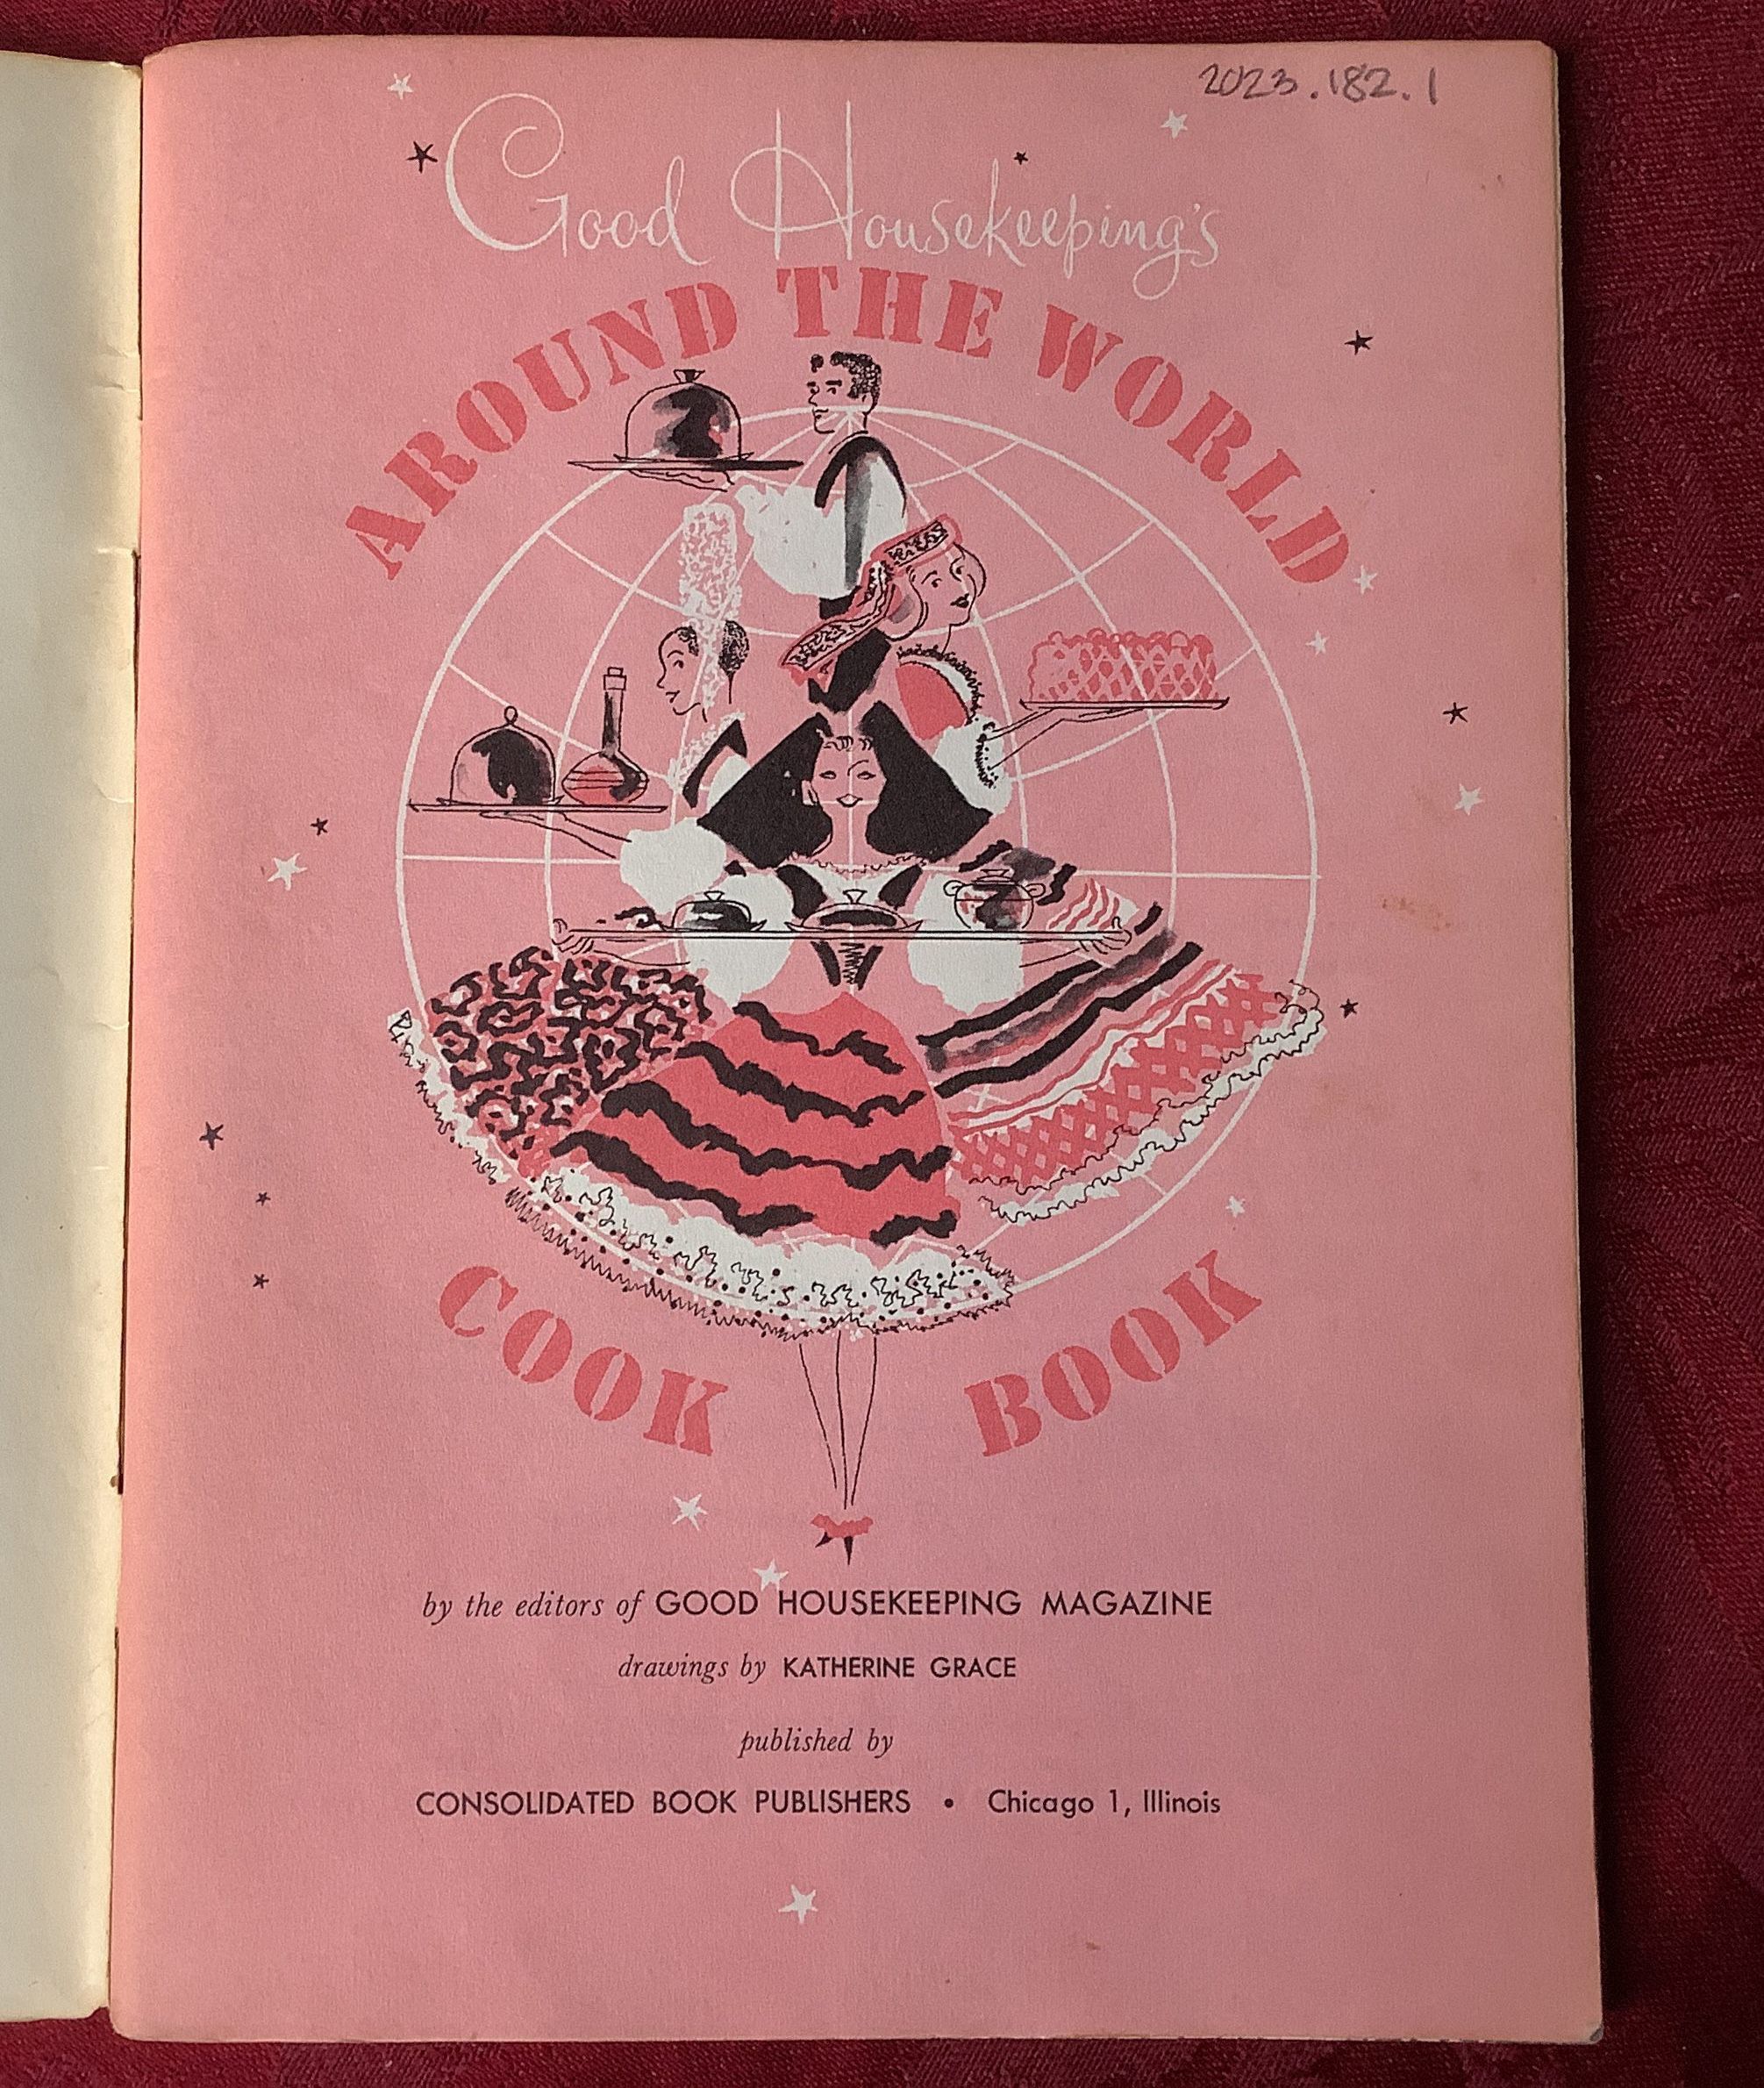 2023.182.1
Good Housekeeping's
AROUND THE WORLD
COOK BOOK
by the editors of GOOD HOUSEKEEPING MAGAZINE
drawings by KATHERINE GRACE
published by
CONSOLIDATED BOOK PUBLISHERS • Chicago 1, Illinois